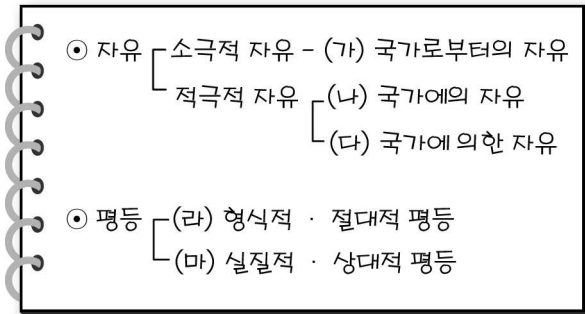 ⊙ 자유 소극적 자유 - (가) 국가로부터의 자유
적극적 자유 (나) 국가에의 자유
(다) 국가에 의한 자유
⊙ 평등 (라) 형식적 · 절대적 평등
(마) 실질적 · 상대적 평등